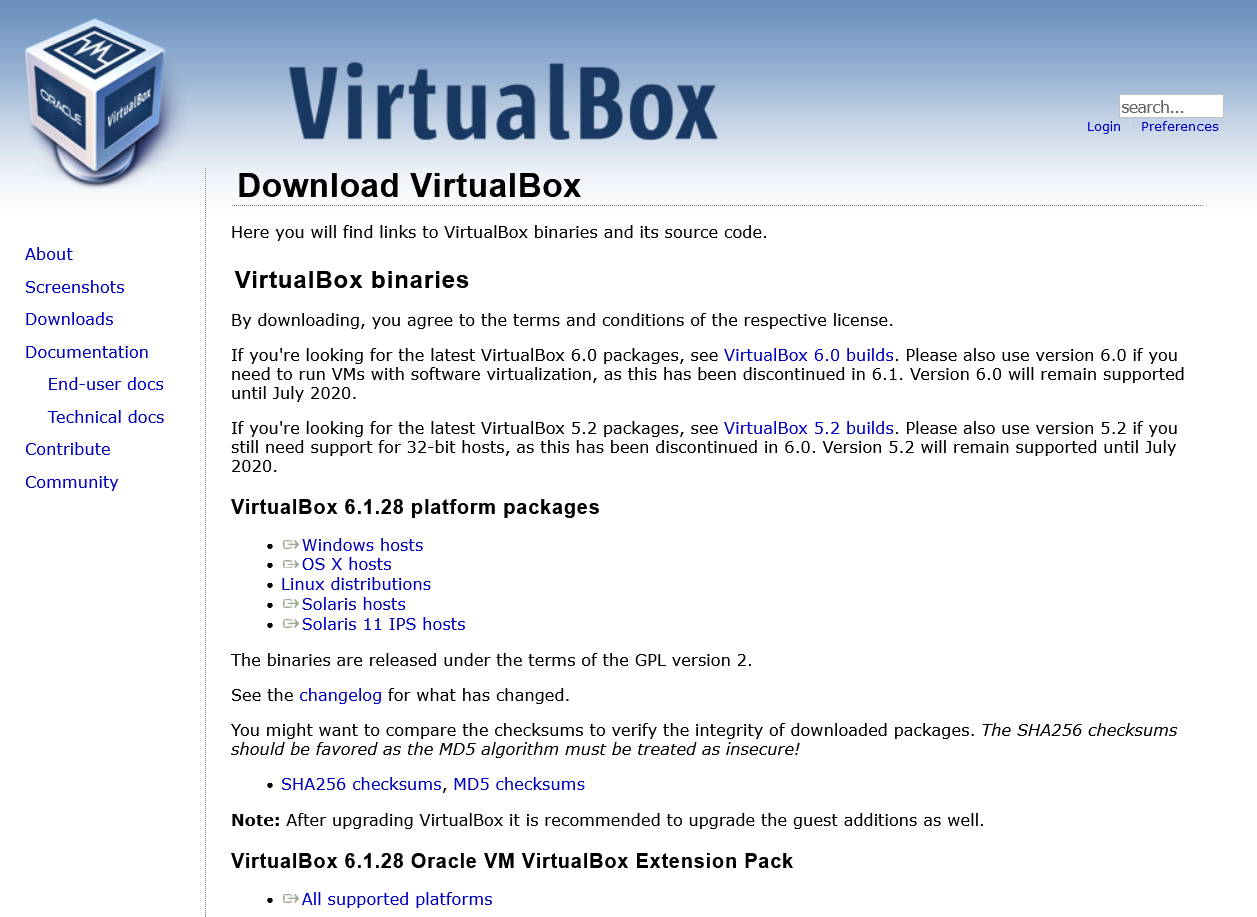 ORACLE
VirtualBox
VirtualBox
search...
Login Preferences
About
Screenshots
Downloads
Documentation
End-user docs
Technical docs
Contribute
Community
Download VirtualBox
Here you will find links to VirtualBox binaries and its source code.
VirtualBox binaries
By downloading, you agree to the terms and conditions of the respective license.
If you're looking for the latest VirtualBox 6.0 packages, see VirtualBox 6.0 builds. Please also use version 6.0 if you
need to run VMs with software virtualization, as this has been discontinued in 6.1. Version 6.0 will remain supported
until July 2020.
If you're looking for the latest VirtualBox 5.2 packages, see VirtualBox 5.2 builds. Please also use version 5.2 if you
still need support for 32-bit hosts, as this has been discontinued in 6.0. Version 5.2 will remain supported until July
2020.
VirtualBox 6.1.28 platform packages
• Windows hosts
• OS X hosts
• Linux distributions
• Solaris hosts
• Solaris 11 IPS hosts
The binaries are released under the terms of the GPL version 2.
See the changelog for what has changed.
You might want to compare the checksums to verify the integrity of downloaded packages. The SHA256 checksums
should be favored as the MD5 algorithm must be treated as insecure!
• SHA256 checksums, MD5 checksums
Note: After upgrading VirtualBox it is recommended to upgrade the guest additions as well.
VirtualBox 6.1.28 Oracle VM VirtualBox Extension Pack
• All supported platforms